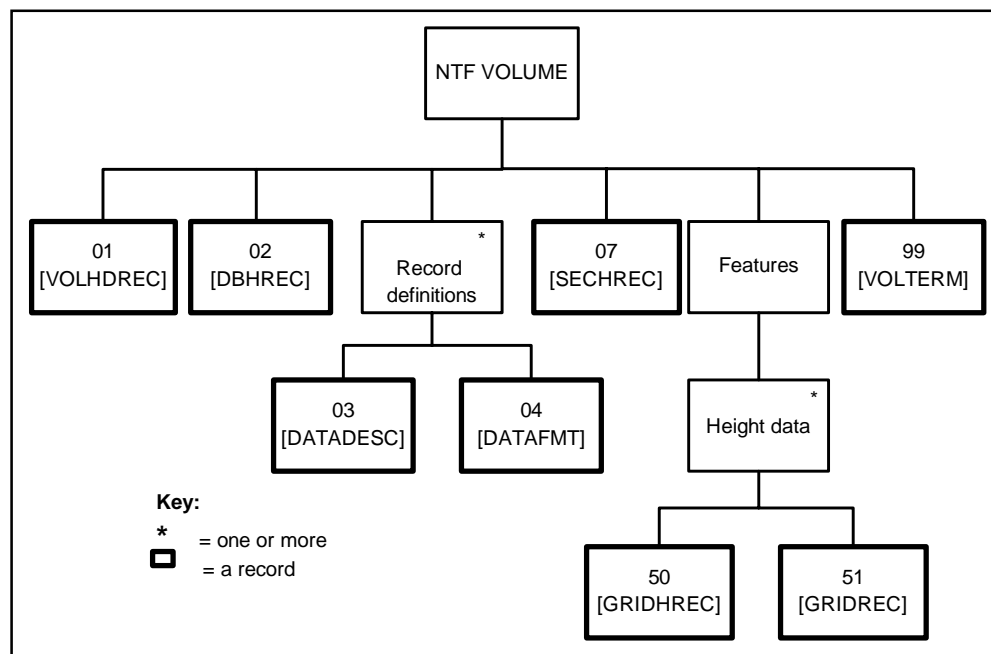 NTF VOLUME
01
[VOLHDREC]
02
[DBHREC]
*
Record
definitions
07
[SECHREC]
Features
99
[VOLTERM]
03
[DATADESC]
04
[DATAFMT]
*
Height data
Key:
* = one or more
= a record
50
[GRIDHREC]
51
[GRIDREC]